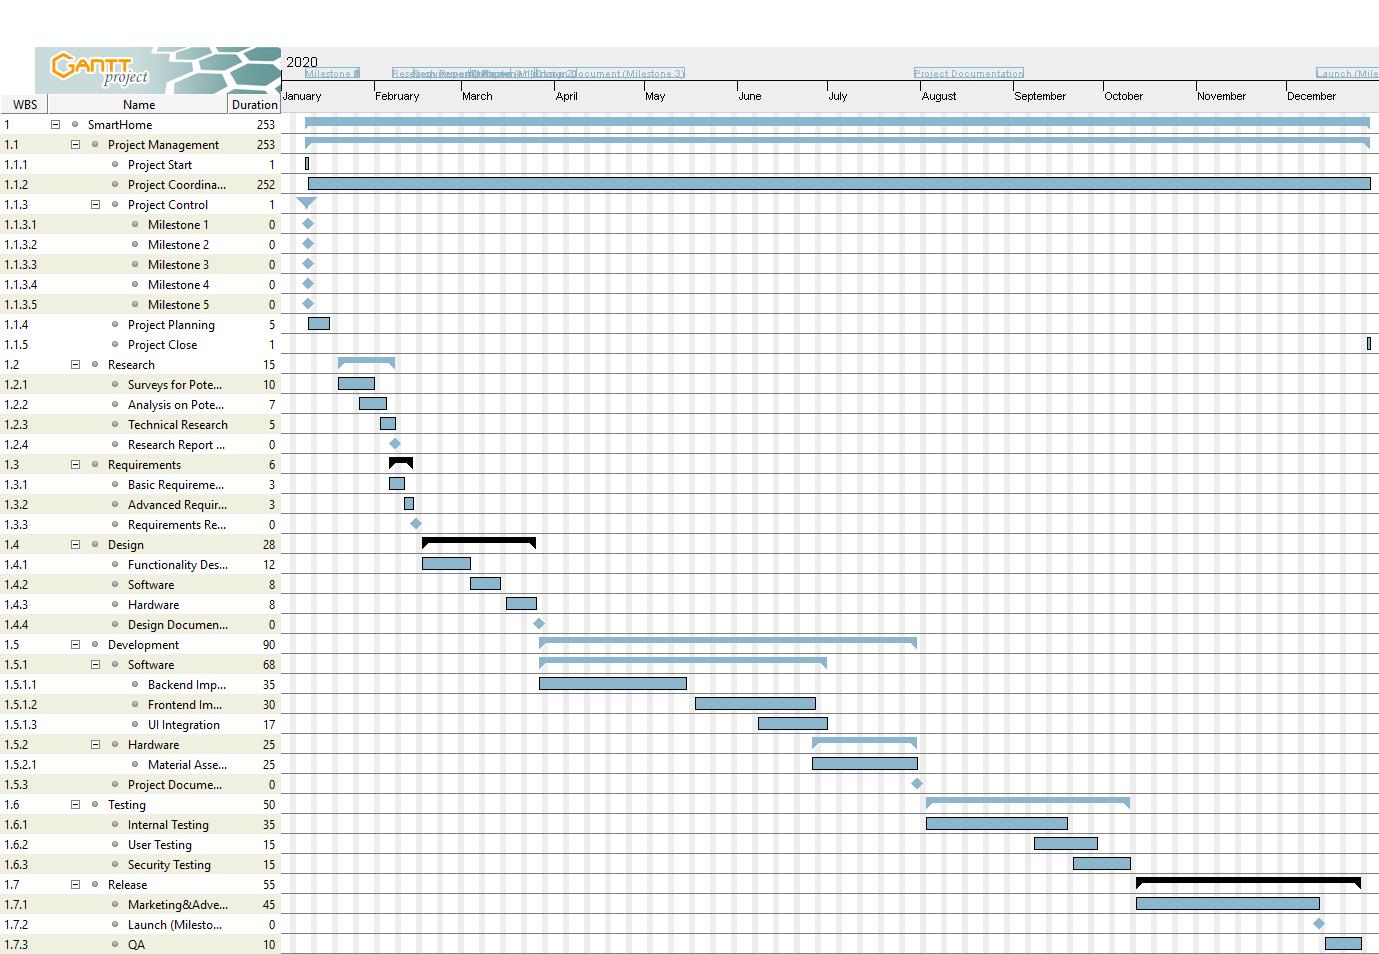 GANTT
project
2020
Milestone
Document (Milestone 3)
Project Documentation
Launch (Mile
January February March April May June July August September October November December
WBS Name Duration
1 SmartHome 253
1.1 Project Management 253
1.1.1 Project Start 1
1.1.2 Project Coordina... 252
1.1.3 Project Control 1
1.1.3.1 Milestone 1 0
1.1.3.2 Milestone 2 0
1.1.3.3 Milestone 3 0
1.1.3.4 Milestone 4 0
1.1.3.5 Milestone 5 0
1.1.4 Project Planning 5
1.1.5 Project Close 1
1.2 Research 15
1.2.1 Surveys for Pote... 10
1.2.2 Analysis on Pote... 7
1.2.3 Technical Research 5
1.2.4 Research Report ... 0
1.3 Requirements 6
1.3.1 Basic Requireme... 3
1.3.2 Advanced Requir... 3
1.3.3 Requirements Re... 0
1.4 Design 28
1.4.1 Functionality Des... 12
1.4.2 Software 8
1.4.3 Hardware 8
1.4.4 Design Documen... 0
1.5 Development 90
1.5.1 Software 68
1.5.1.1 Backend Imp... 35
1.5.1.2 Frontend Im... 30
1.5.1.3 UI Integration 17
1.5.2 Hardware 25
1.5.2.1 Material Asse... 25
1.5.3 Project Docume... 0
1.6 Testing 50
1.6.1 Internal Testing 35
1.6.2 User Testing 15
1.6.3 Security Testing 15
1.7 Release 55
1.7.1 Marketing&Adve... 45
1.7.2 Launch (Milesto... 0
1.7.3 QA 10